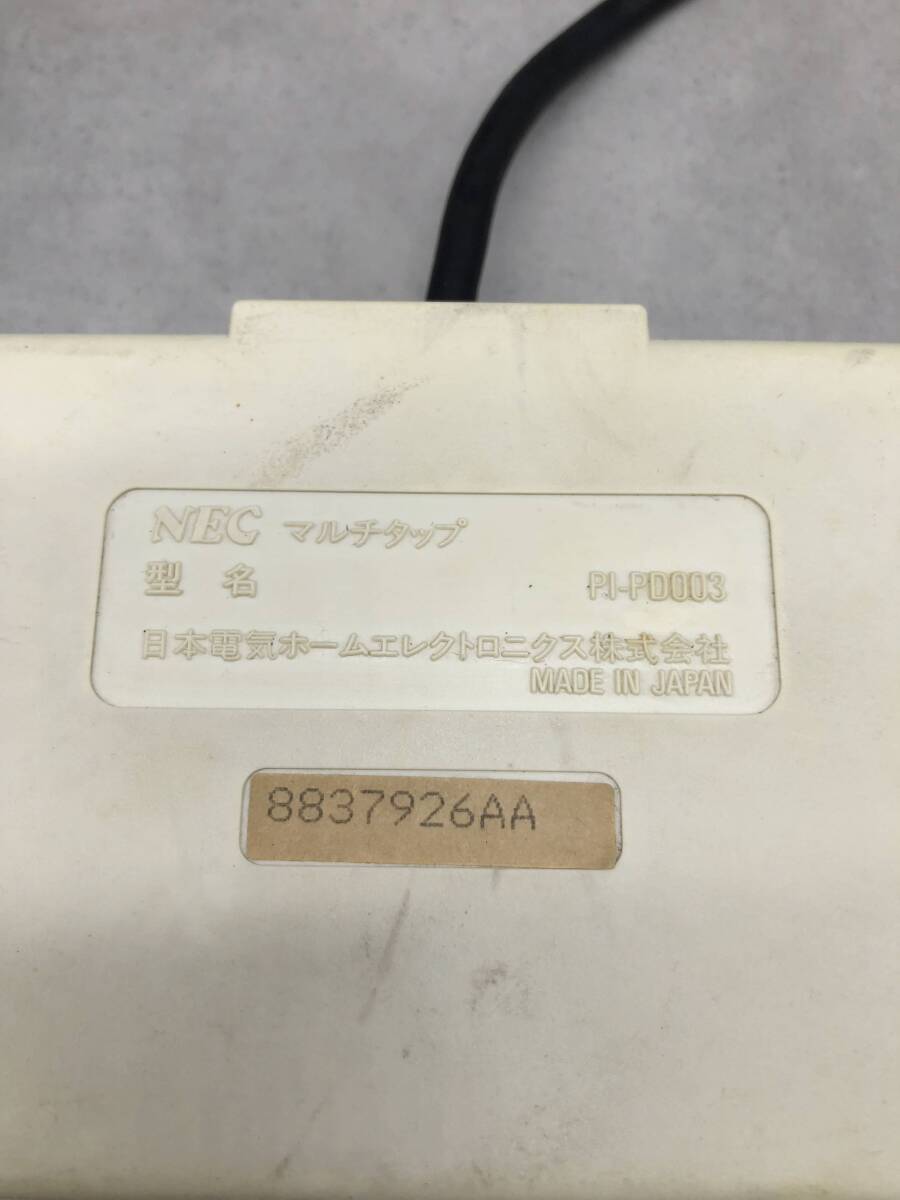 NEC マルチタップ
型名 PI-PD003
日本電気ホームエレクトロニクス株式会社
MADE IN JAPAN
8837926AA